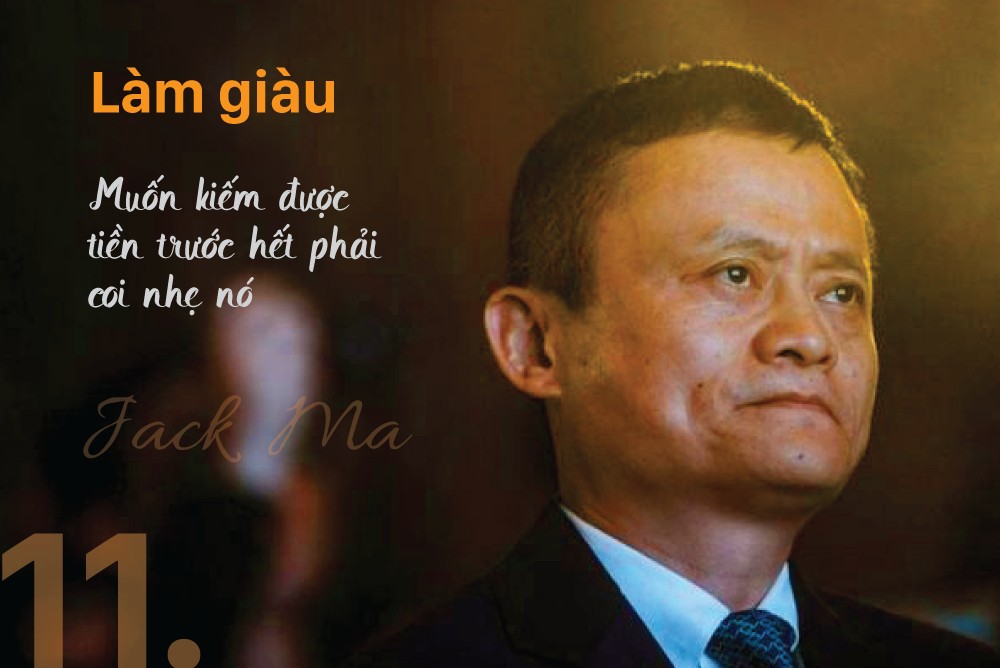 Làm giàu
Muốn kiếm được
tiền trước hết phải
coi nhẹ nó
Jack Ma
11.